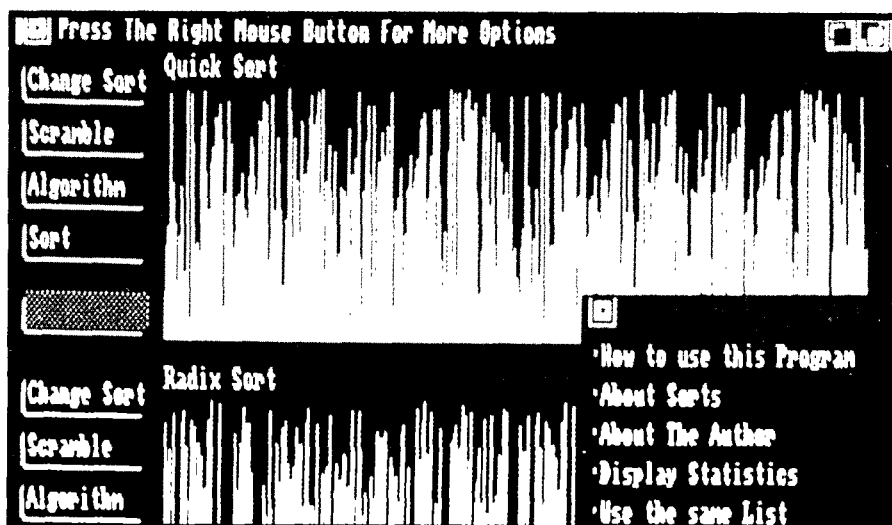 Press The Right Mouse Button For More Options
Quick Sort
Change Sort
Scramble
Algorithm
Sort
Radix Sort
Change Sort
Scramble
Algorithm
·How to use this Program
·About Sorts
·About The Author
·Display Statistics
·Use the same List